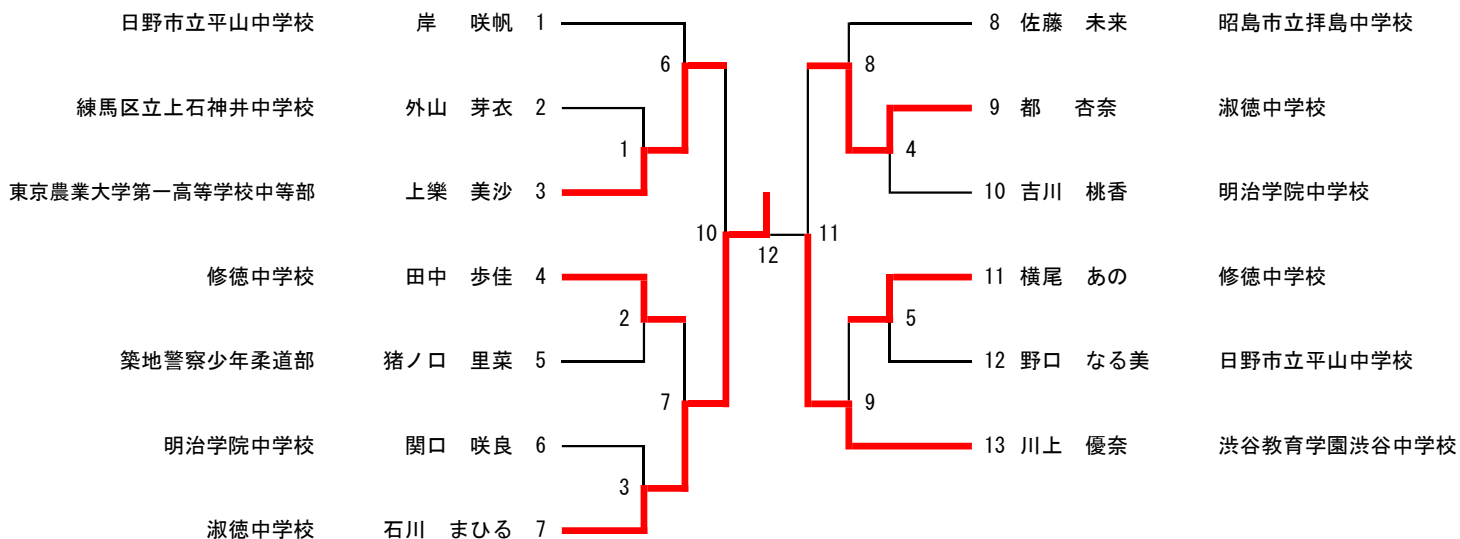 日野市立平山中学校 岸 咲帆 1 8 佐藤 未来 昭島市立拝島中学校
6 8
練馬区立上石神井中学校 外山 芽衣 2 9 都 杏奈 淑徳中学校
1 4
東京農業大学第一高等学校中等部 上樂 美沙 3 10 吉川 桃香 明治学院中学校
10 11
12
修徳中学校 田中 歩佳 4 11 横尾 あの 修徳中学校
2 5
築地警察少年柔道部 猪ノ口 里菜 5 12 野口 なる美 日野市立平山中学校
7 9
明治学院中学校 関口 咲良 6 13 川上 優奈 渋谷教育学園渋谷中学校
3
淑徳中学校 石川 まひる 7